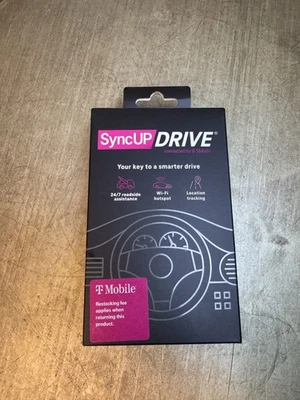 SyncUP DRIVE®
Your key to a smarter drive
24/7 roadside assistance
Wi-Fi hotspot
Location tracking
T Mobile
Restocking fee
applies when
returning this
product.